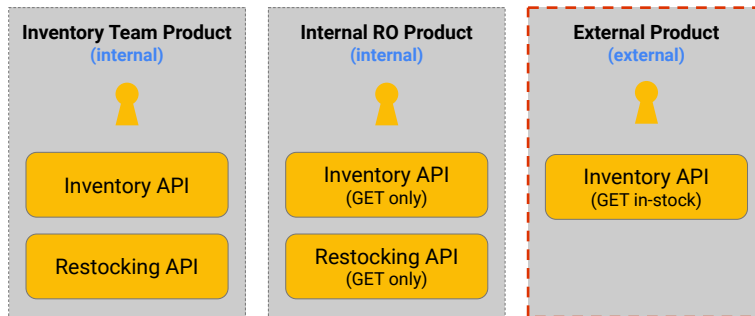 Inventory Team Product
(internal)
Inventory API
Restocking API
Internal RO Product
(internal)
Inventory API
(GET only)
Restocking API
(GET only)
External Product
(external)
Inventory API
(GET in-stock)